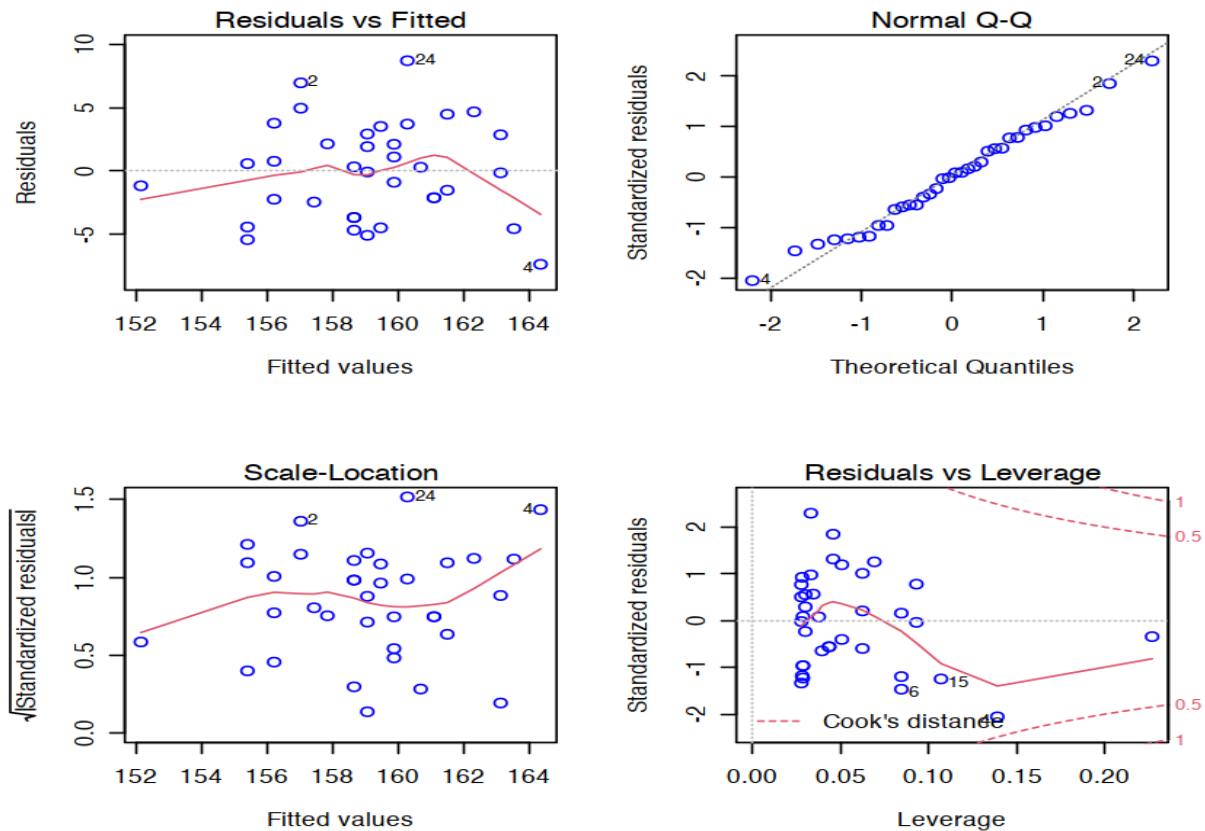 Residuals vs Fitted
Residuals
10
5
0
-5
2
24
4
152 154 156 158 160 162 164
Fitted values
Normal Q-Q
Standardized residuals
2
1
0
-1
-2
24
2
4
-2 -1 0 1 2
Theoretical Quantiles
Scale-Location
√|Standardized residuals|
1.5
1.0
0.5
0.0
2
24
4
152 154 156 158 160 162 164
Fitted values
Residuals vs Leverage
Standardized residuals
2
1
0
-1
-2
1
0.5
0.5
1
15
6
4
Cook's distance
0.00 0.05 0.10 0.15 0.20
Leverage